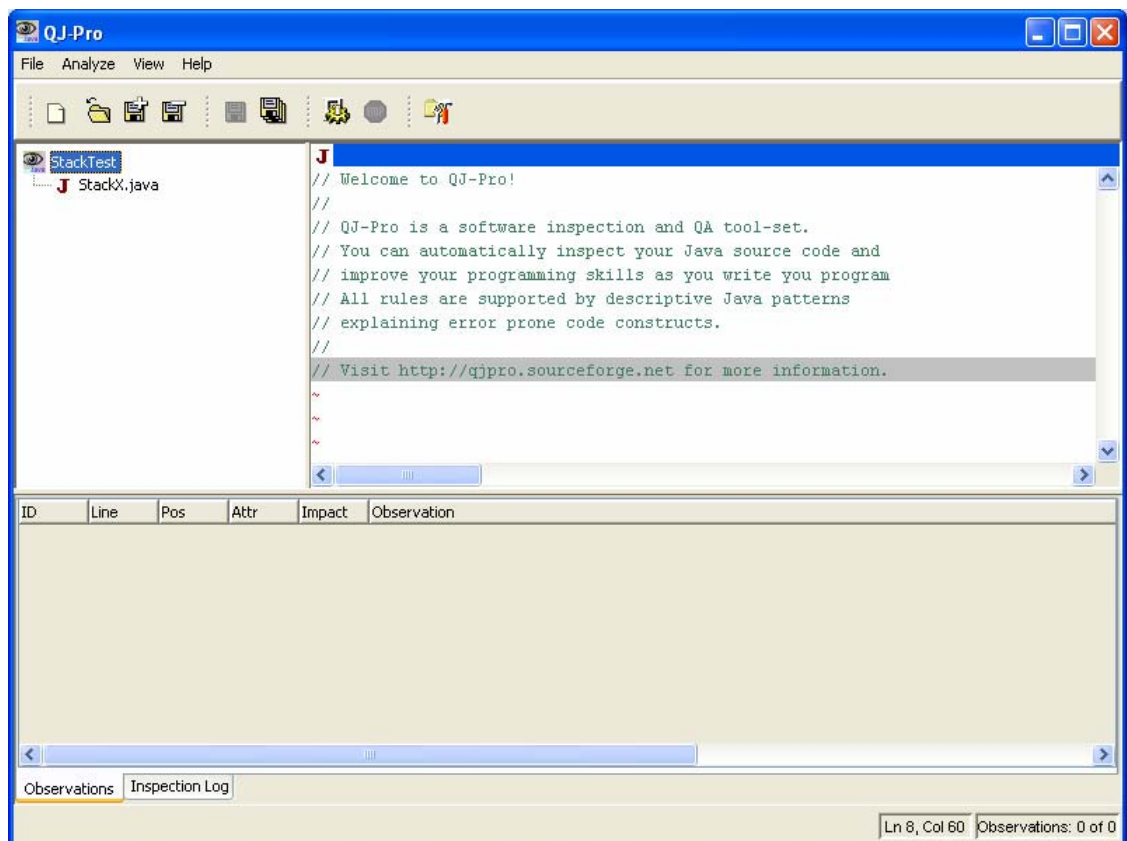 QJ-Pro
File Analyze View Help
StackTest
J StackX.java
J
// Welcome to QJ-Pro!
//
// QJ-Pro is a software inspection and QA tool-set.
// You can automatically inspect your Java source code and
// improve your programming skills as you write you program
// All rules are supported by descriptive Java patterns
// explaining error prone code constructs.
//
// Visit http://qjpro.sourceforge.net for more information.
~
~
~
ID Line Pos Attr Impact Observation
Observations Inspection Log
Ln 8, Col 60 Observations: 0 of 0